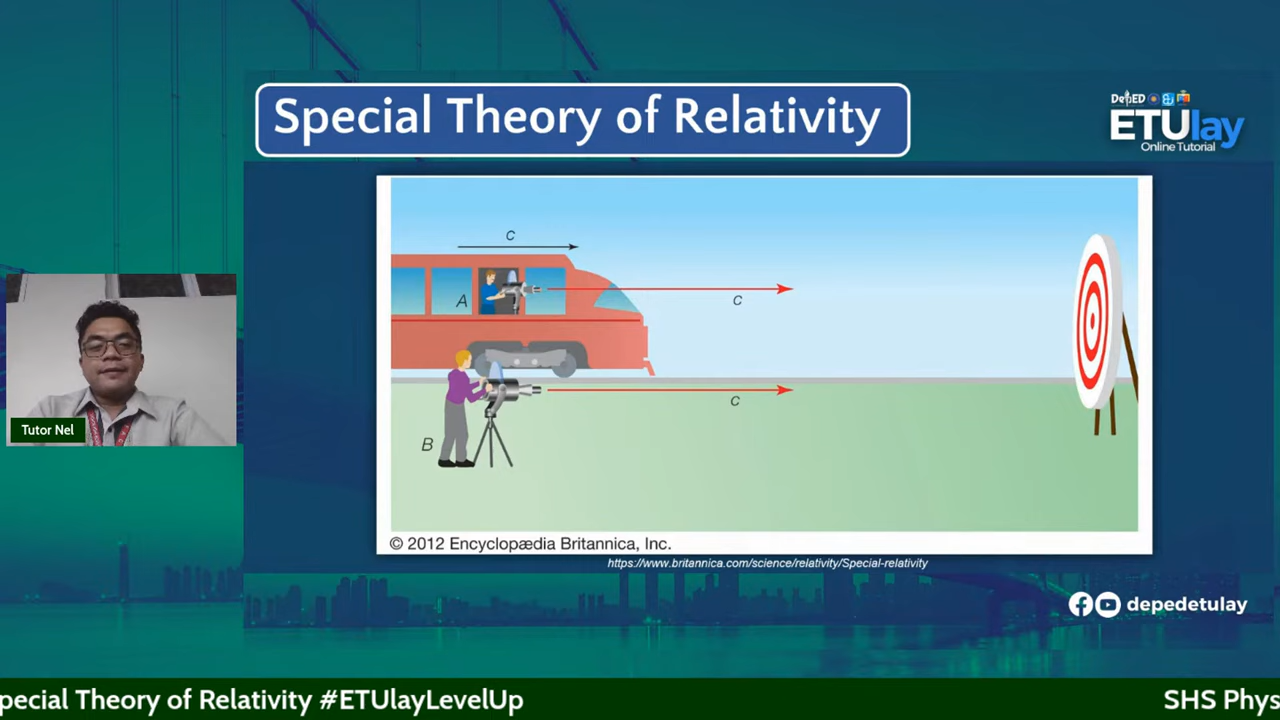 Special Theory of Relativity
DepED
ETUlay
Online Tutorial
c
A
c
c
B
Tutor Nel
© 2012 Encyclopædia Britannica, Inc.
https://www.britannica.com/science/relativity/Special-relativity
depedetulay
pecial Theory of Relativity #ETUlayLevelUp
SHS Phys